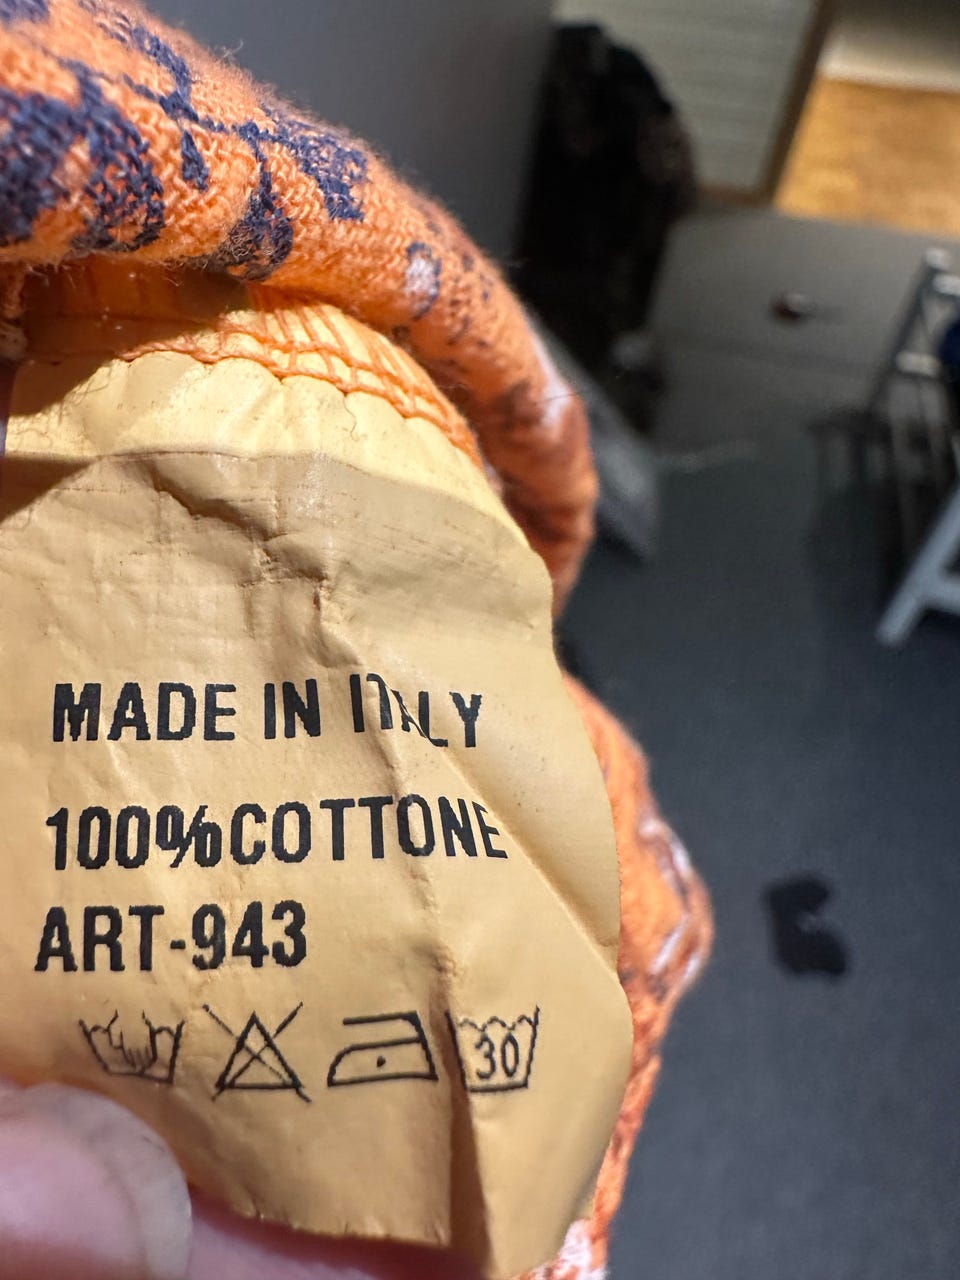 MADE IN ITALY
100%COTTONE
ART-943
30